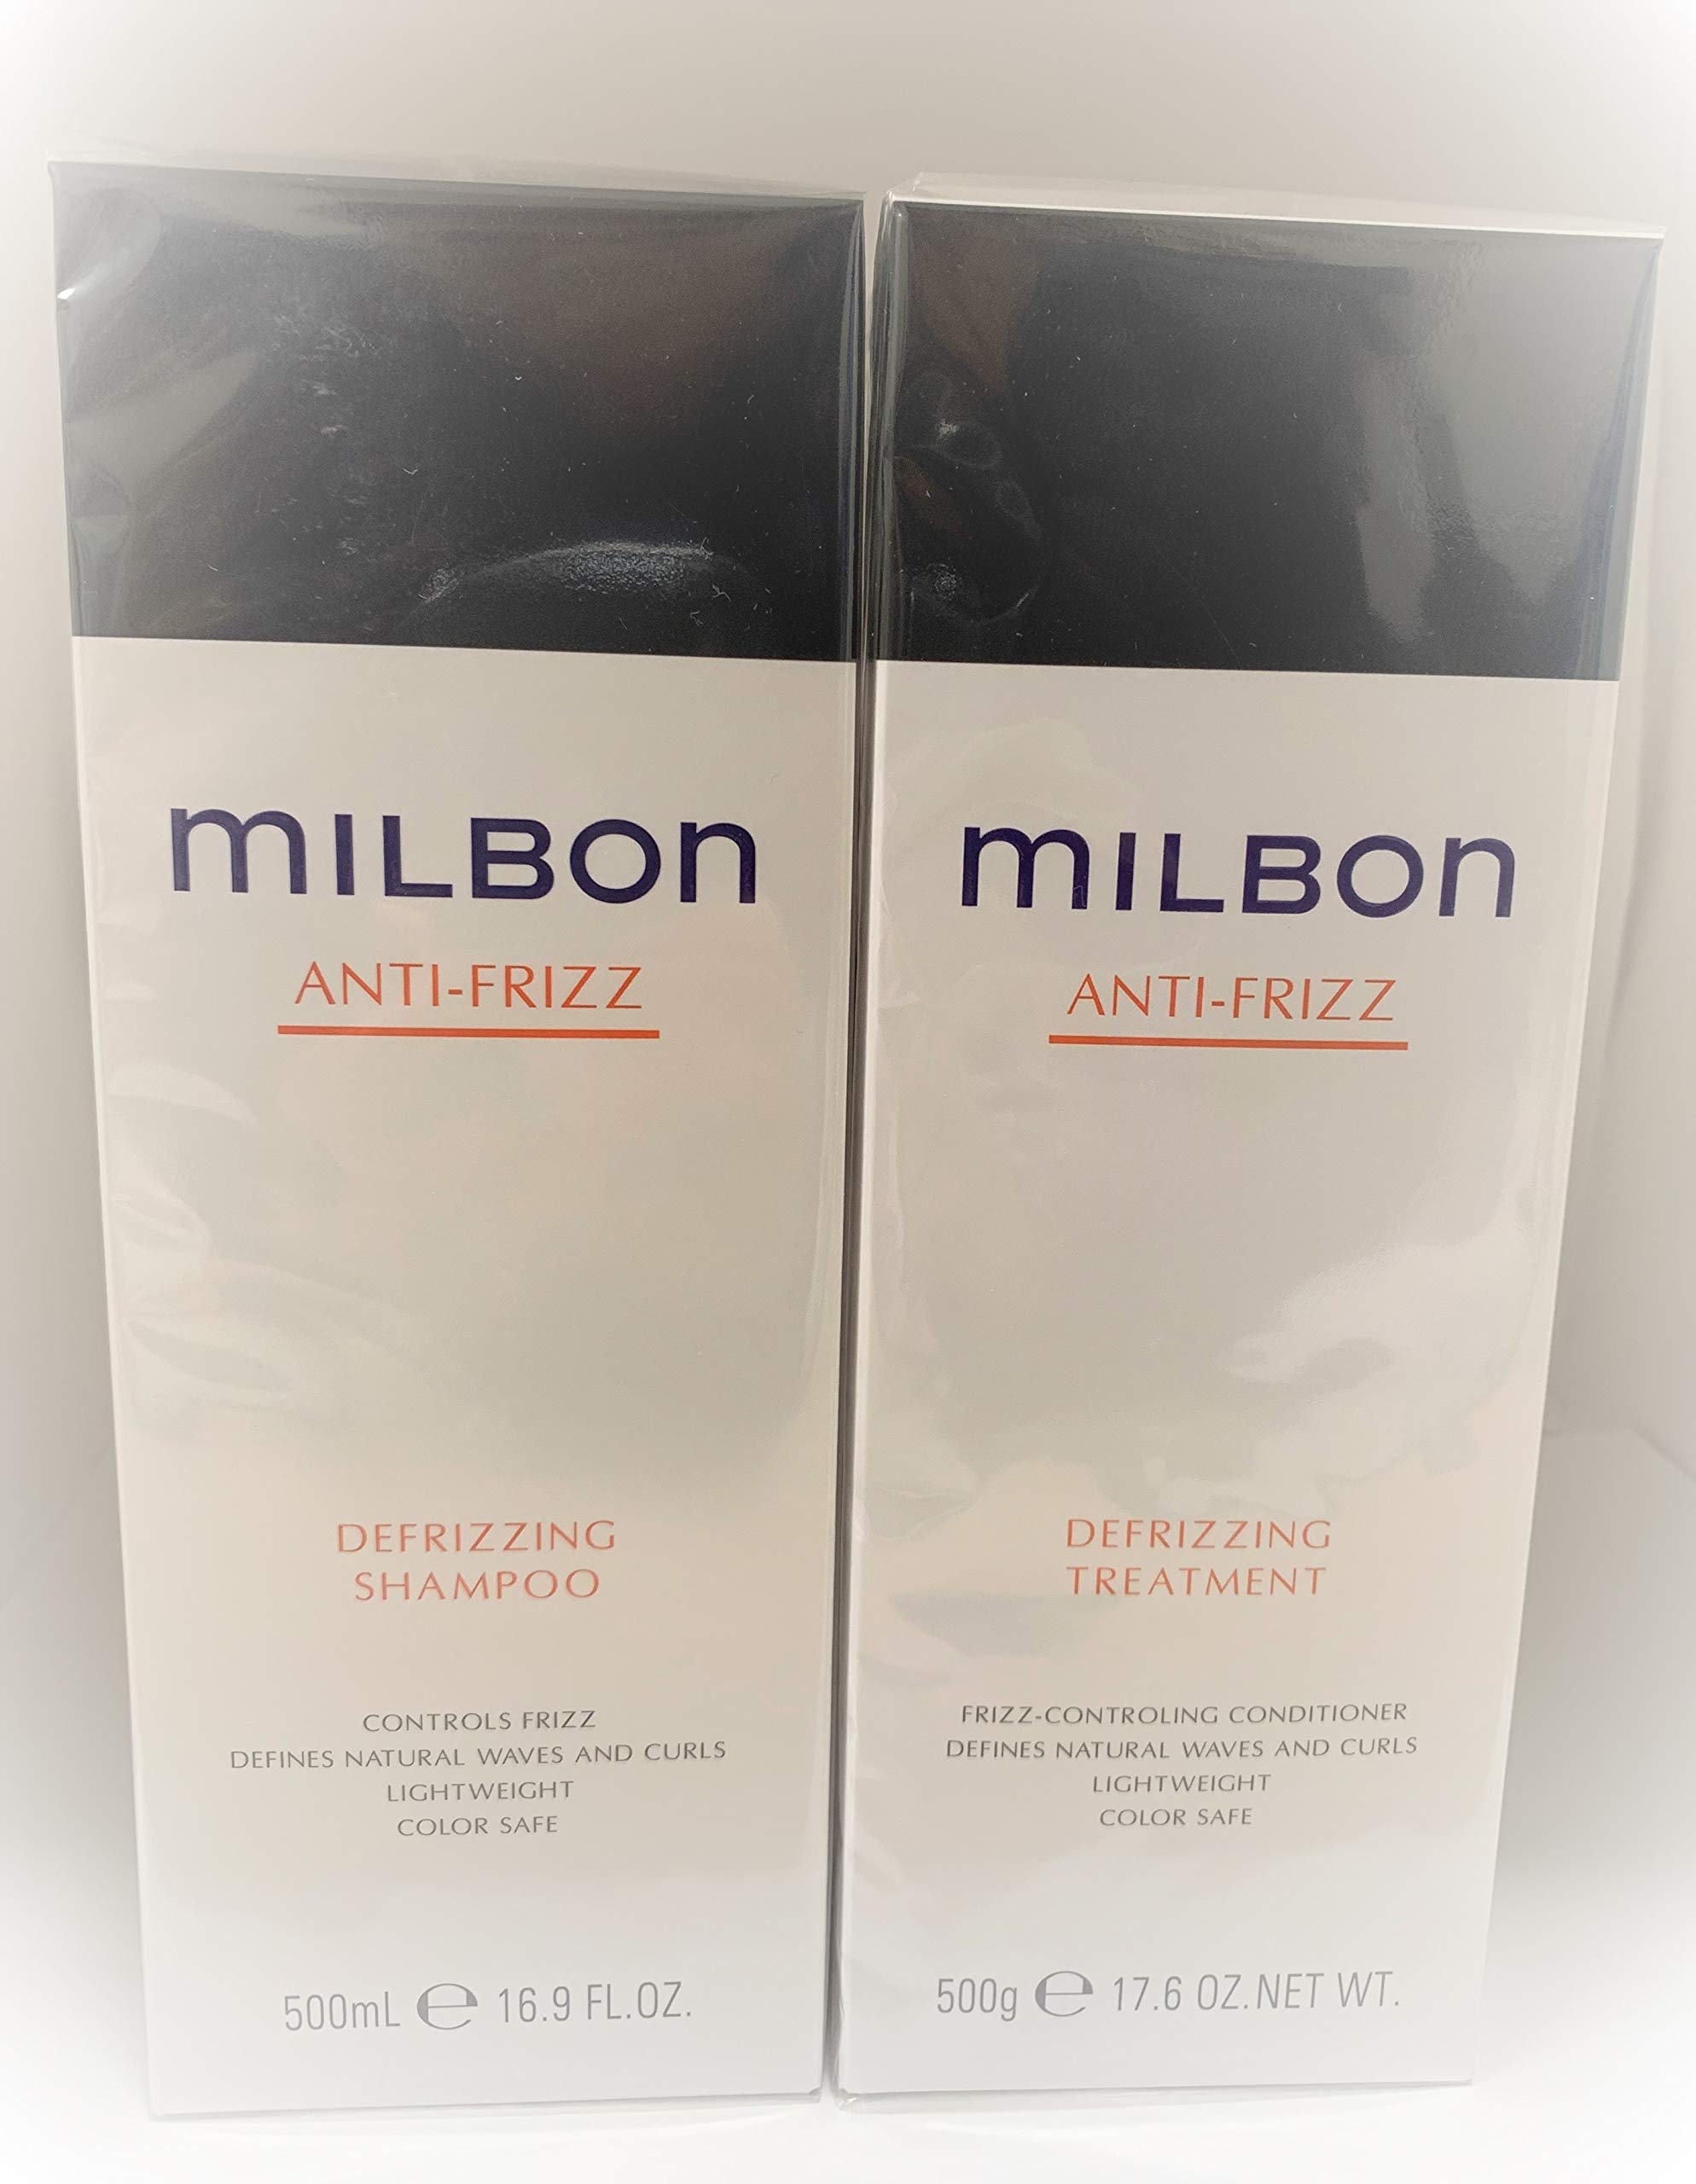 mILBON
ANTI-FRIZZ
DEFRIZZING
SHAMPOO
CONTROLS FRIZZ
DEFINES NATURAL WAVES AND CURLS
LIGHTWEIGHT
COLOR SAFE
500mL ℮ 16.9 FL.OZ.
mILBON
ANTI-FRIZZ
DEFRIZZING
TREATMENT
FRIZZ-CONTROLING CONDITIONER
DEFINES NATURAL WAVES AND CURLS
LIGHTWEIGHT
COLOR SAFE
500g ℮ 17.6 OZ.NET WT.